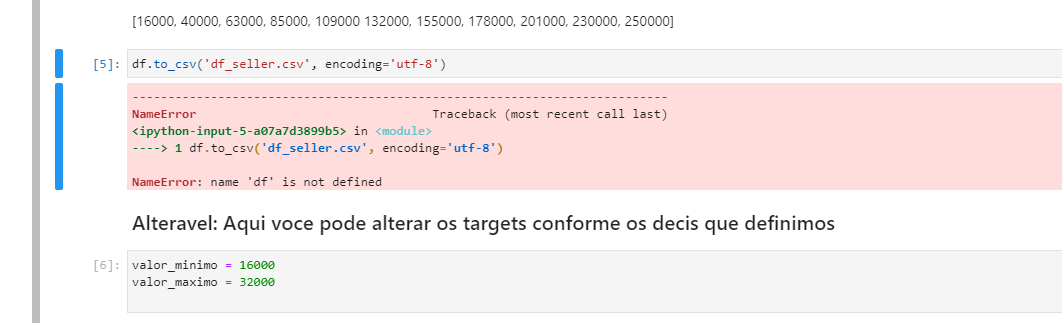 [16000, 40000, 63000, 85000, 109000 132000, 155000, 178000, 201000, 230000, 250000]
[5]: df.to_csv('df_seller.csv', encoding='utf-8')
---------------------------------------------------------------------------
NameError                                 Traceback (most recent call last)
<ipython-input-5-a07a7d3899b5> in <module>
----> 1 df.to_csv('df_seller.csv', encoding='utf-8')
NameError: name 'df' is not defined
Alteravel: Aqui voce pode alterar os targets conforme os decis que definimos
[6]: valor_minimo = 16000
valor_maximo = 32000